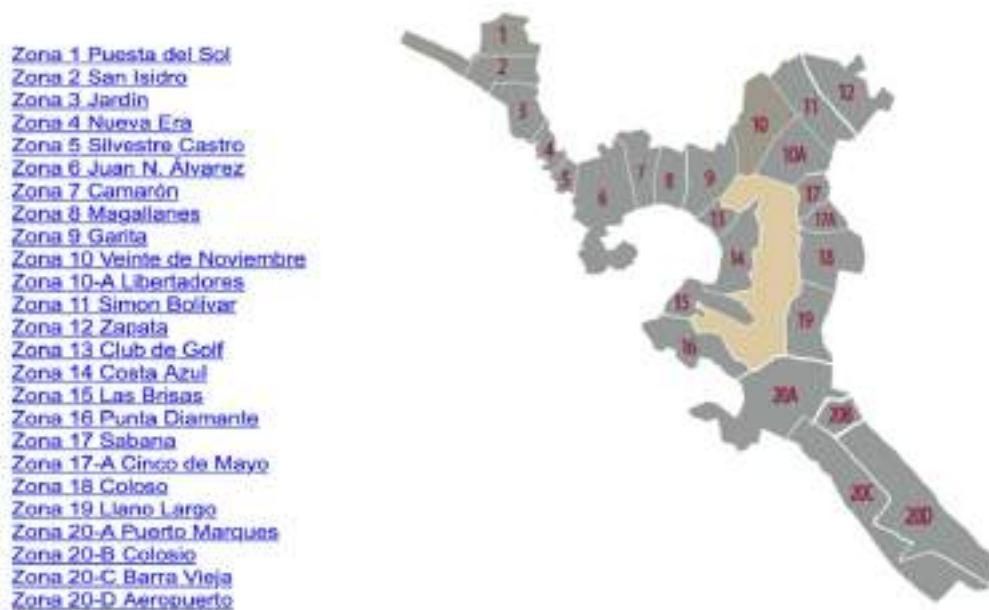 Zona 1 Puesta del Sol
Zona 2 San Isidro
Zona 3 Jardin
Zona 4 Nueva Era
Zona 5 Silvestre Castro
Zona 6 Juan N. Álvarez
Zona 7 Camarón
Zona 8 Magallanes
Zona 9 Garita
Zona 10 Veinte de Noviembre
Zona 10-A Libertadores
Zona 11 Simon Bolivar
Zona 12 Zapata
Zona 13 Club de Golf
Zona 14 Costa Azul
Zona 15 Las Brisas
Zona 16 Punta Diamante
Zona 17 Sabana
Zona 17-A Cinco de Mayo
Zona 18 Coloso
Zona 19 Llano Largo
Zona 20-A Puerto Marques
Zona 20-B Colosio
Zona 20-C Barra Vieja
Zona 20-D Aeropuerto
1
2
3
4
5
6
7
8
9
10
10A
11
12
13
14
15
16
17
17A
18
19
20A
20B
20C
20D